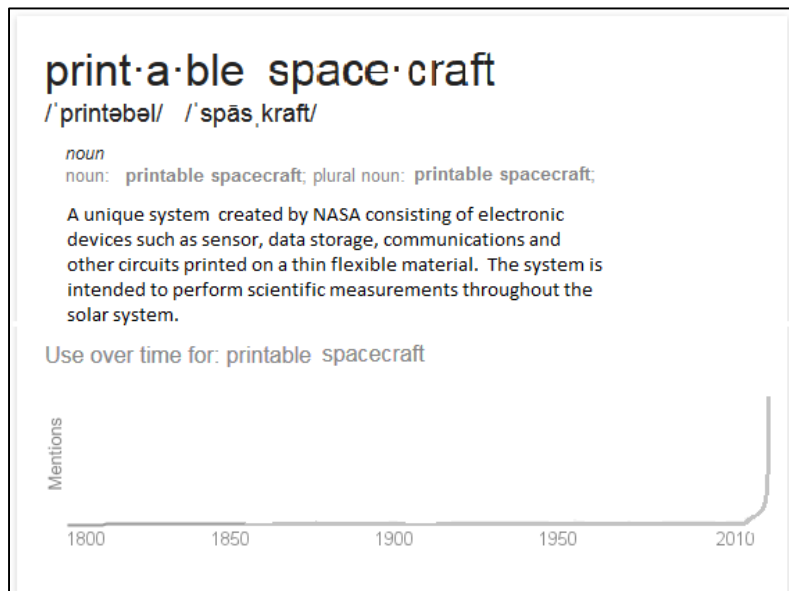 print·a·ble space·craft
/ˈprintəbəl/ /ˈspāsˌkraft/
noun
noun: printable spacecraft; plural noun: printable spacecraft;
A unique system created by NASA consisting of electronic
devices such as sensor, data storage, communications and
other circuits printed on a thin flexible material. The system is
intended to perform scientific measurements throughout the
solar system.
Use over time for: printable spacecraft
Mentions
1800 1850 1900 1950 2010